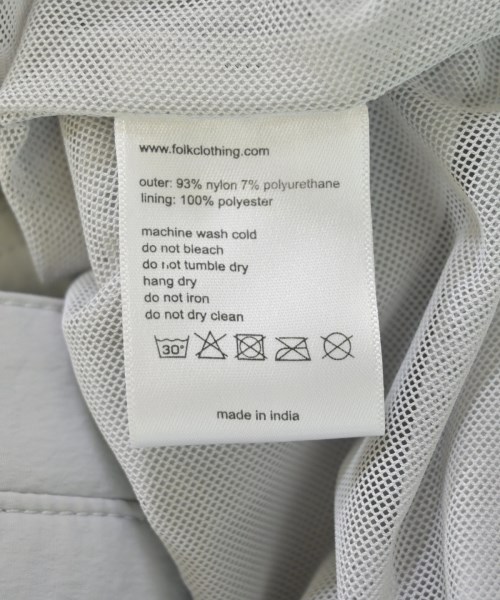 www.folkclothing.com
outer: 93% nylon 7% polyurethane
lining: 100% polyester
machine wash cold
do not bleach
do not tumble dry
hang dry
do not iron
do not dry clean
30°
made in india